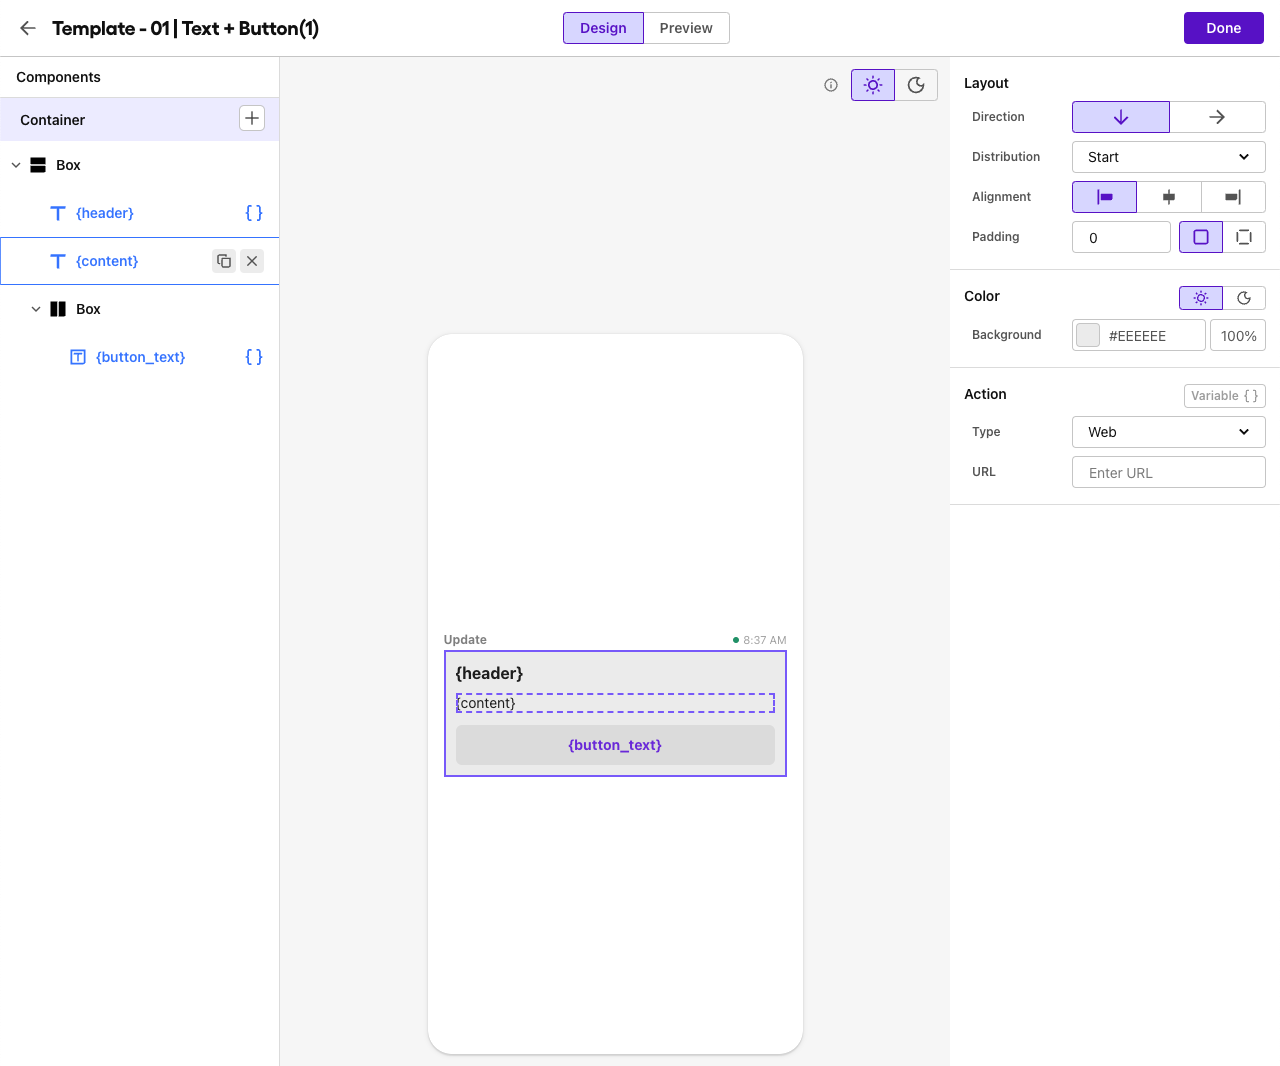 Template - 01 | Text + Button(1)
Design
Preview
Done
Components
Container
Box
{header}
{ }
{content}
Box
{button_text}
{ }
Update
8:37 AM
{header}
{content}
{button_text}
Layout
Direction
Distribution
Start
Alignment
Padding
0
Color
Background
#EEEEEE
100%
Action
Variable { }
Type
Web
URL
Enter URL